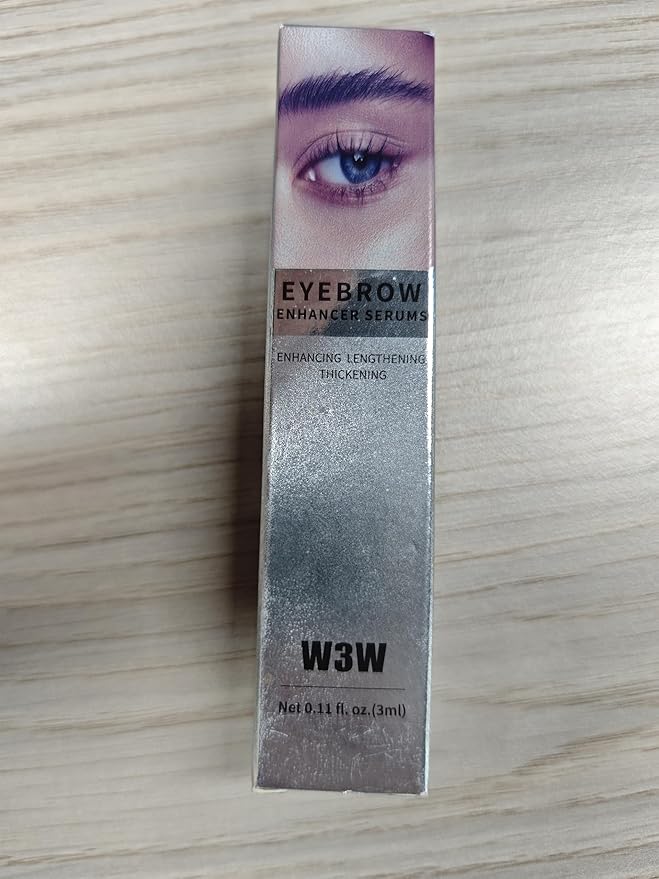 EYEBROW
ENHANCER SERUMS
ENHANCING LENGTHENING
THICKENING
W3W
Net 0.11 fl. oz.(3ml)